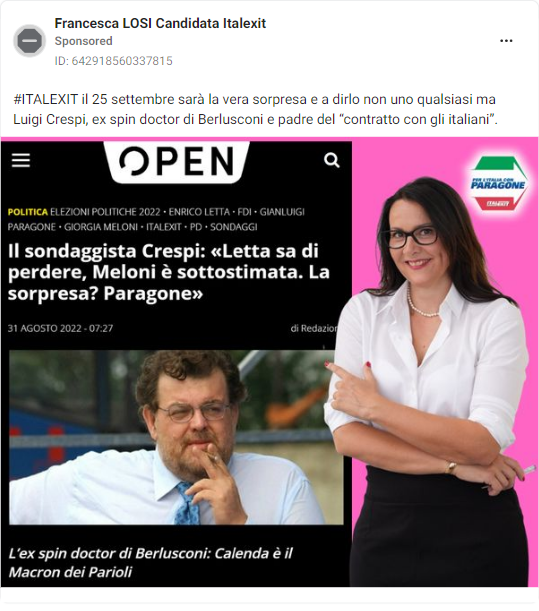 Francesca LOSI Candidata Italexit
Sponsored
ID: 642918560337815
#ITALEXIT il 25 settembre sarà la vera sorpresa e a dirlo non uno qualsiasi ma
Luigi Crespi, ex spin doctor di Berlusconi e padre del “contratto con gli italiani”.
OPEN
POLITICA ELEZIONI POLITICHE 2022 • ENRICO LETTA • FDI • GIANLUIGI
PARAGONE • GIORGIA MELONI • ITALEXIT • PD • SONDAGGI
Il sondaggista Crespi: «Letta sa di
perdere, Meloni è sottostimata. La
sorpresa? Paragone»
31 AGOSTO 2022 - 07:27
di Redazion
L'ex spin doctor di Berlusconi: Calenda è il
Macron dei Parioli
PER L'ITALIA CON
PARAGONE
ITALEXIT